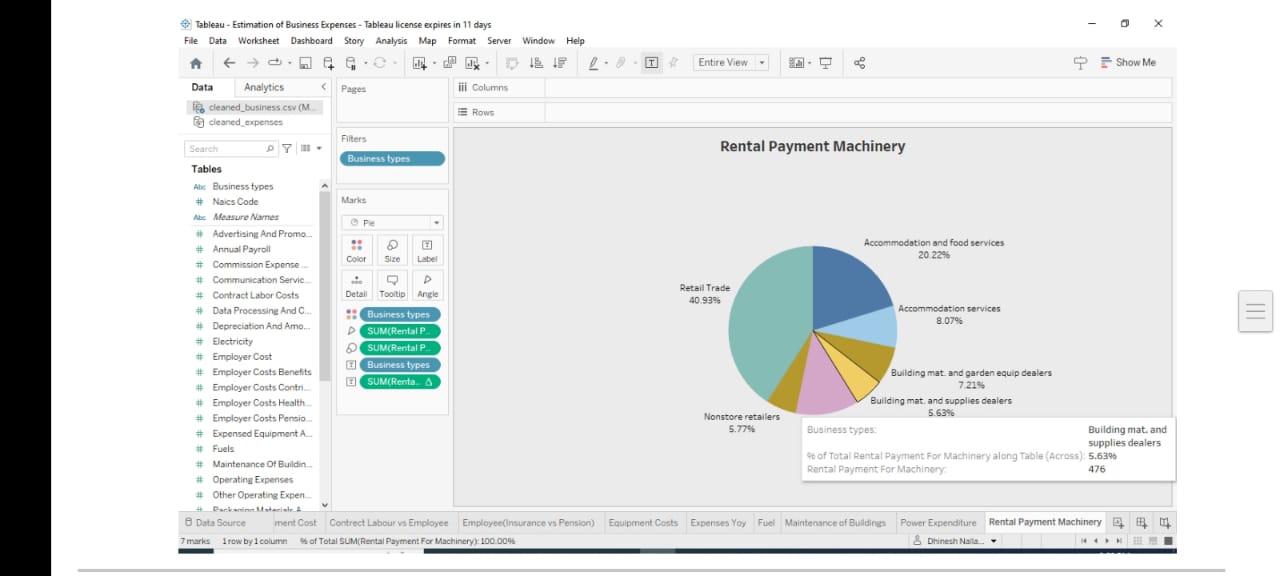 Tableau - Estimation of Business Expenses - Tableau license expires in 11 days
File Data Worksheet Dashboard Story Analysis Map Format Server Window Help
Entire View
Show Me
Data Analytics
cleaned_business.csv (M...
cleaned_expenses
Search
Tables
Abc Business types
# Naics Code
Abc Measure Names
# Advertising And Promo...
# Annual Payroll
# Commission Expense ...
# Communication Servic...
# Contract Labor Costs
# Data Processing And C...
# Depreciation And Amo...
# Electricity
# Employer Cost
# Employer Costs Benefits
# Employer Costs Contri...
# Employer Costs Health...
# Employer Costs Pensio...
# Expensed Equipment A...
# Fuels
# Maintenance Of Buildin...
# Operating Expenses
# Other Operating Expen...
# Packaging Materials A
Pages
Filters
Business types
Marks
Pie
Color Size Label
Detail Tooltip Angle
Business types
SUM(Rental P..
SUM(Rental P..
Business types
SUM(Renta..
Columns
Rows
Rental Payment Machinery
Accommodation and food services
20.22%
Retail Trade
40.93%
Accommodation services
8.07%
Building mat. and garden equip dealers
7.21%
Building mat. and supplies dealers
5.63%
Nonstore retailers
5.77%
Business types: Building mat. and
supplies dealers
% of Total Rental Payment For Machinery along Table (Across): 5.63%
Rental Payment For Machinery: 476
Data Source ment Cost Contrect Labour vs Employee Employee(Insurance vs Pension) Equipment Costs Expenses Yoy Fuel Maintenance of Buildings Power Expenditure Rental Payment Machinery
7 marks 1 row by 1 column % of Total SUM(Rental Payment For Machinery): 100.00% Dhinesh Nalla...